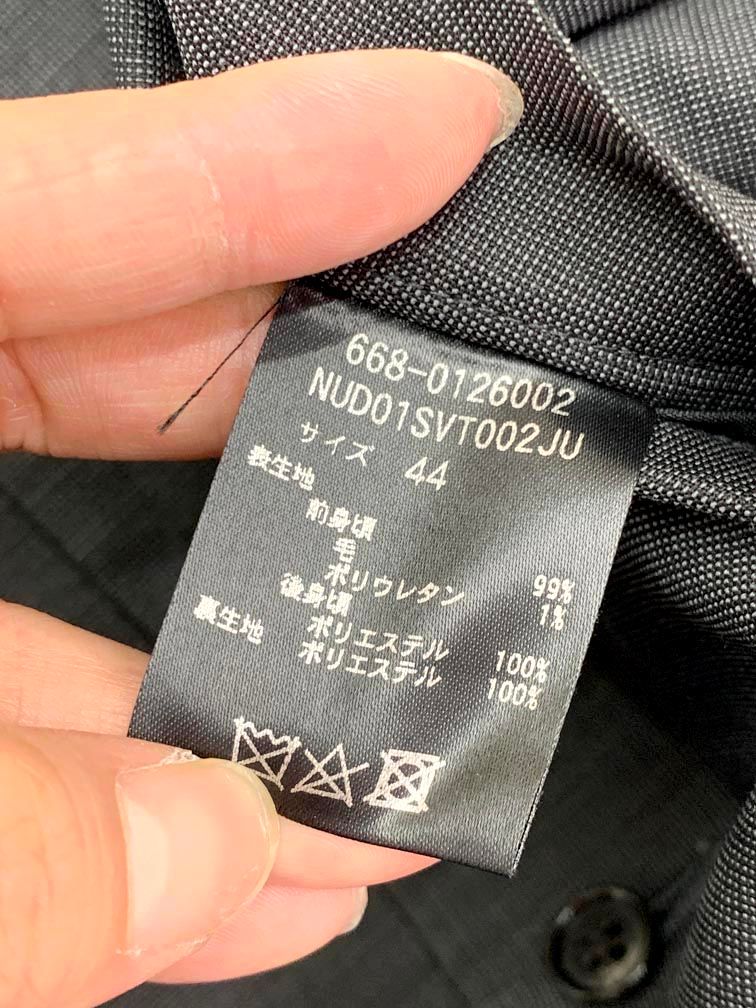 668-0126002
NUD01SVT002JU
サイズ 44
表生地
前身頃
毛 99%
ポリウレタン 1%
後身頃
ポリエステル 100%
裏生地 ポリエステル 100%